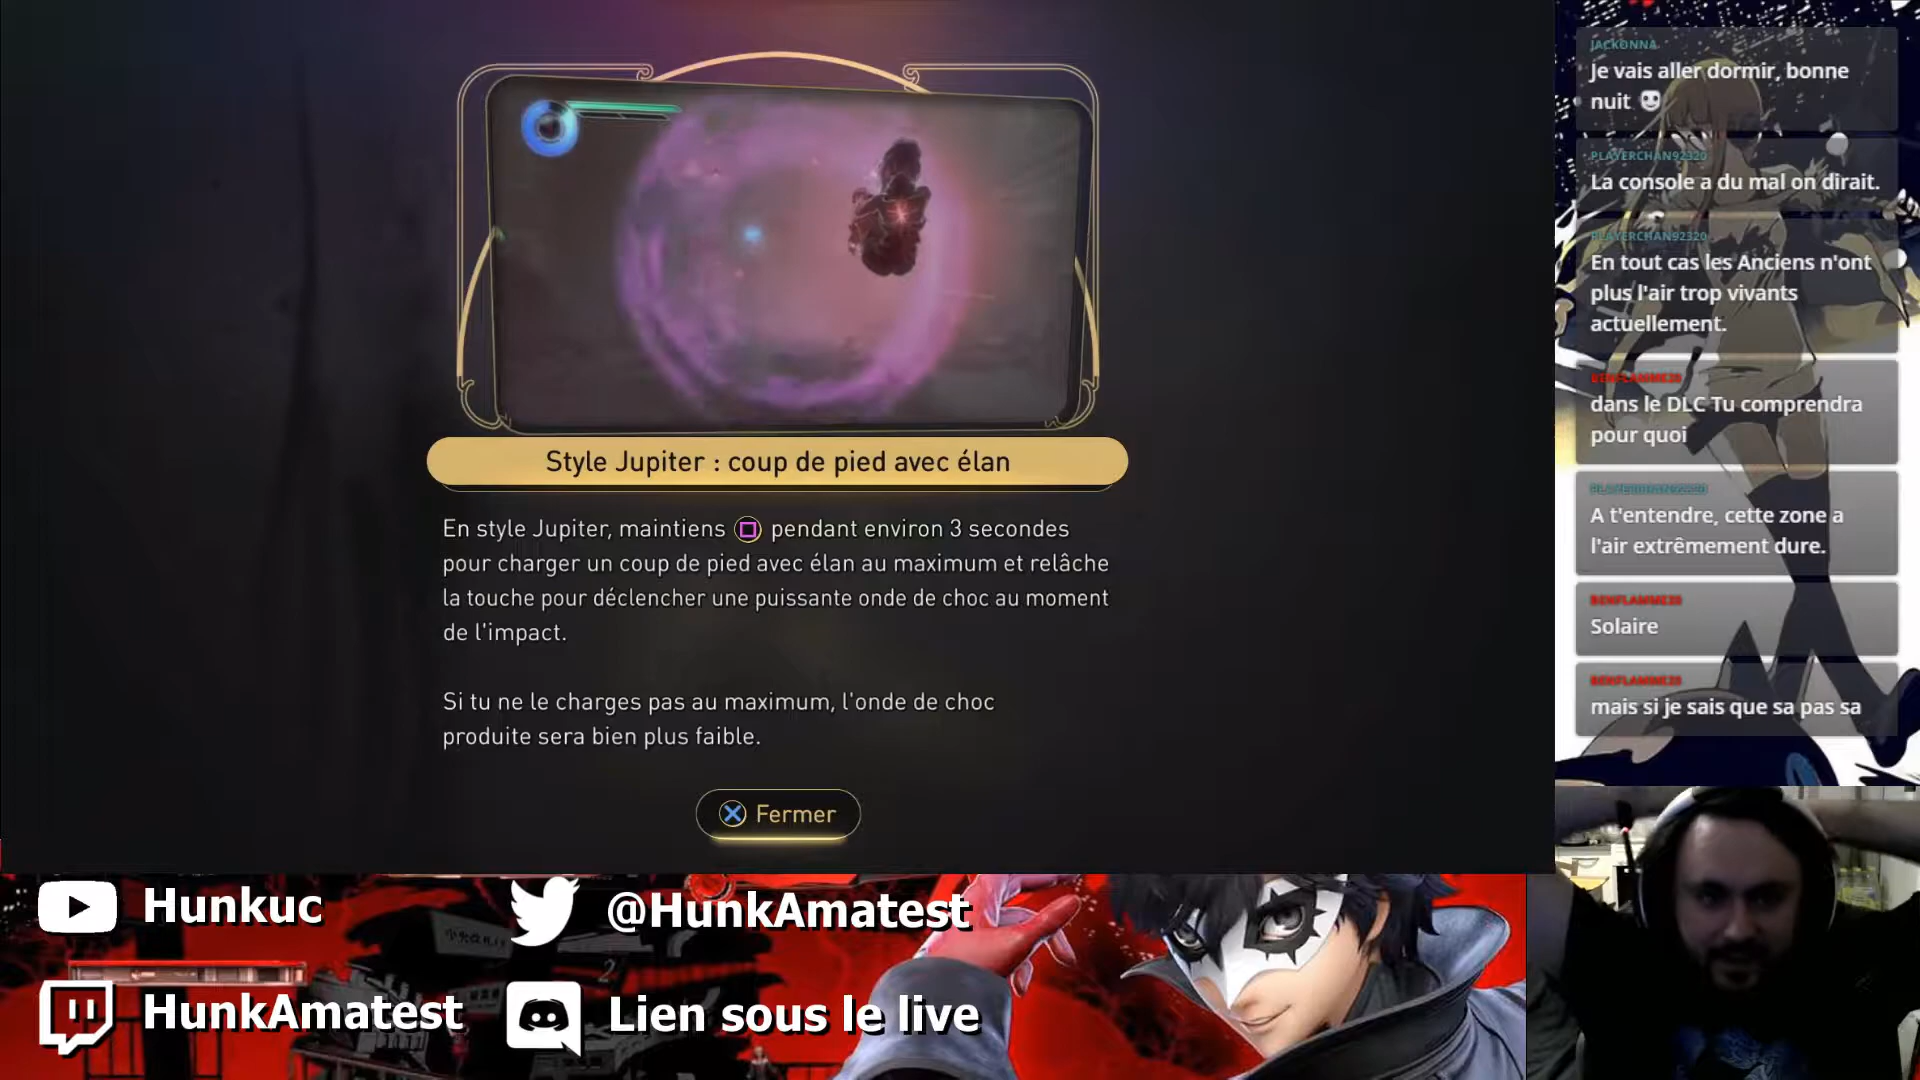 Style Jupiter : coup de pied avec élan
En style Jupiter, maintiens pendant environ 3 secondes
pour charger un coup de pied avec élan au maximum et relâche
la touche pour déclencher une puissante onde de choc au moment
de l'impact.
Si tu ne le charges pas au maximum, l'onde de choc
produite sera bien plus faible.
Fermer
JACKONNA
Je vais aller dormir, bonne
nuit
PLAYERCHAN92320
La console a du mal on dirait.
PLAYERCHAN92320
En tout cas les Anciens n'ont
plus l'air trop vivants
actuellement.
dans le DLC Tu comprendra
pour quoi
PLAYERCHAN92320
A t'entendre, cette zone a
l'air extrêmement dure.
Solaire
mais si je sais que sa pas sa
Hunkuc
@HunkAmatest
HunkAmatest
Lien sous le live